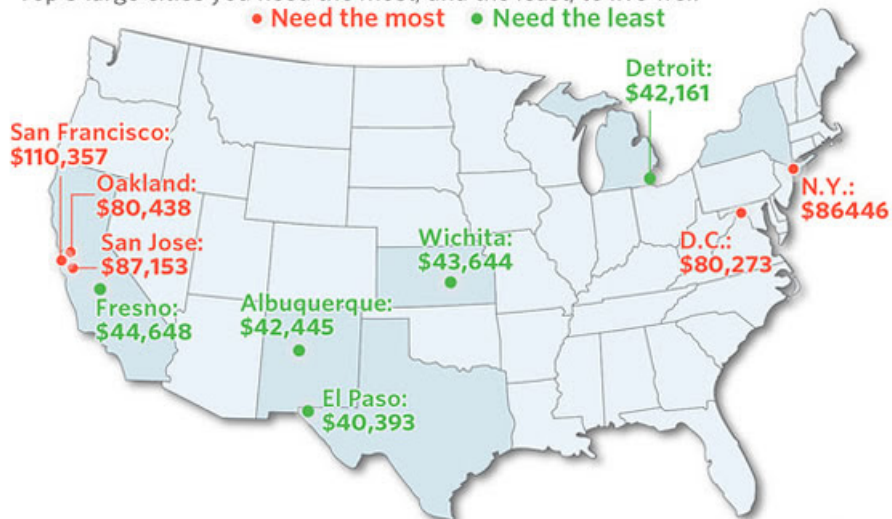 Need the most Need the least
Detroit:
$42,161
San Francisco:
$110,357
Oakland:
$80,438
San Jose:
$87,153
Fresno:
$44,648
Albuquerque:
$42,445
El Paso:
$40,393
Wichita:
$43,644
D.C.:
$80,273
N.Y.:
$86446